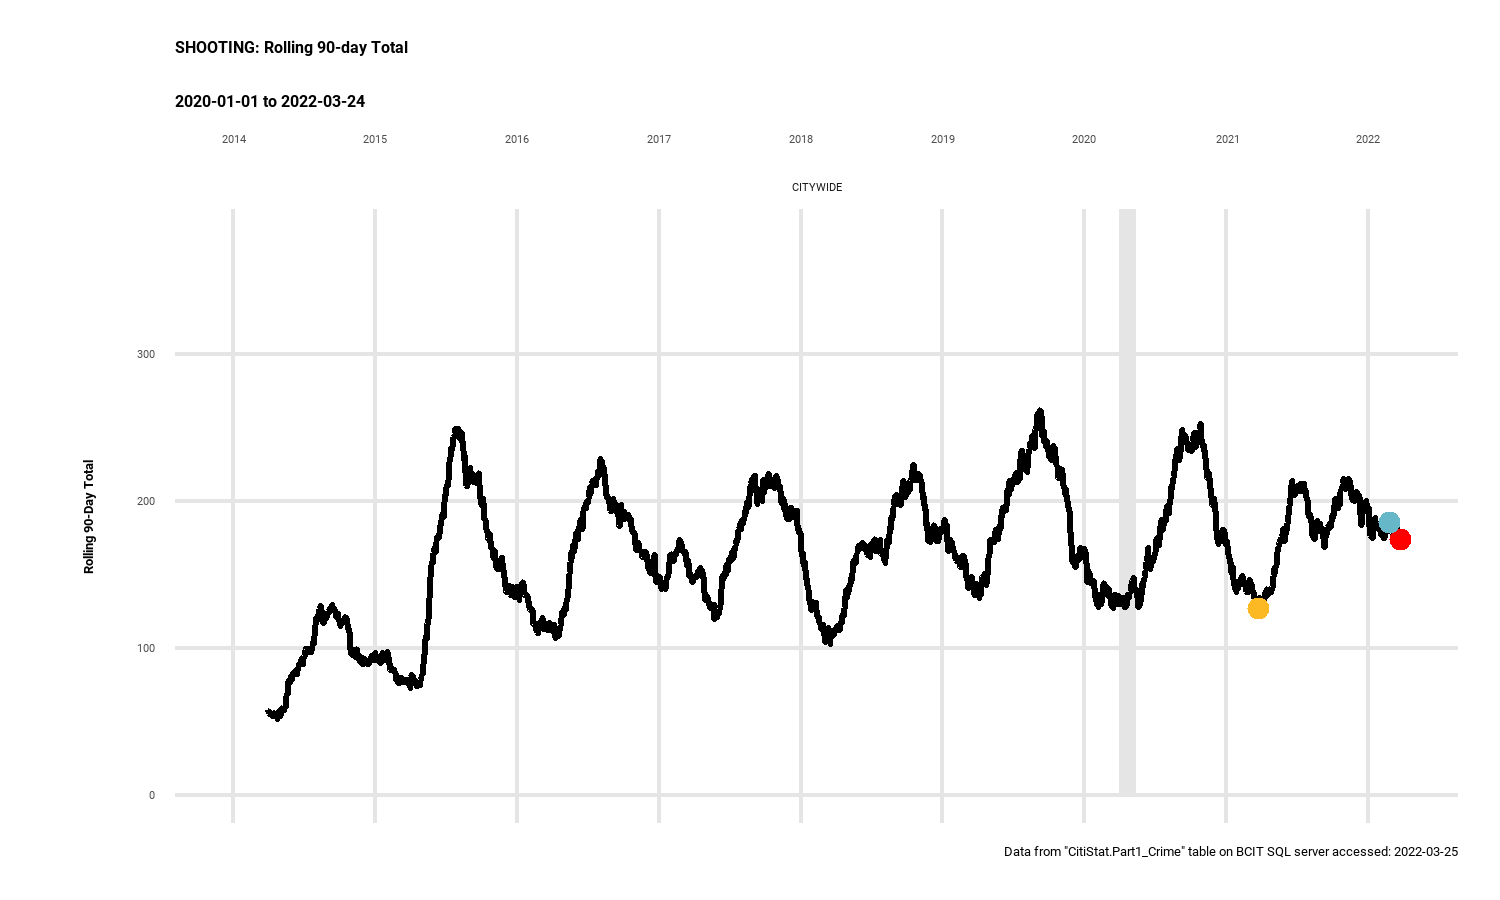 SHOOTING: Rolling 90-day Total
2020-01-01 to 2022-03-24
2014 2015 2016 2017 2018 2019 2020 2021 2022
CITYWIDE
300
200
100
0
Rolling 90-Day Total
Data from "CitiStat.Part1_Crime" table on BCIT SQL server accessed: 2022-03-25